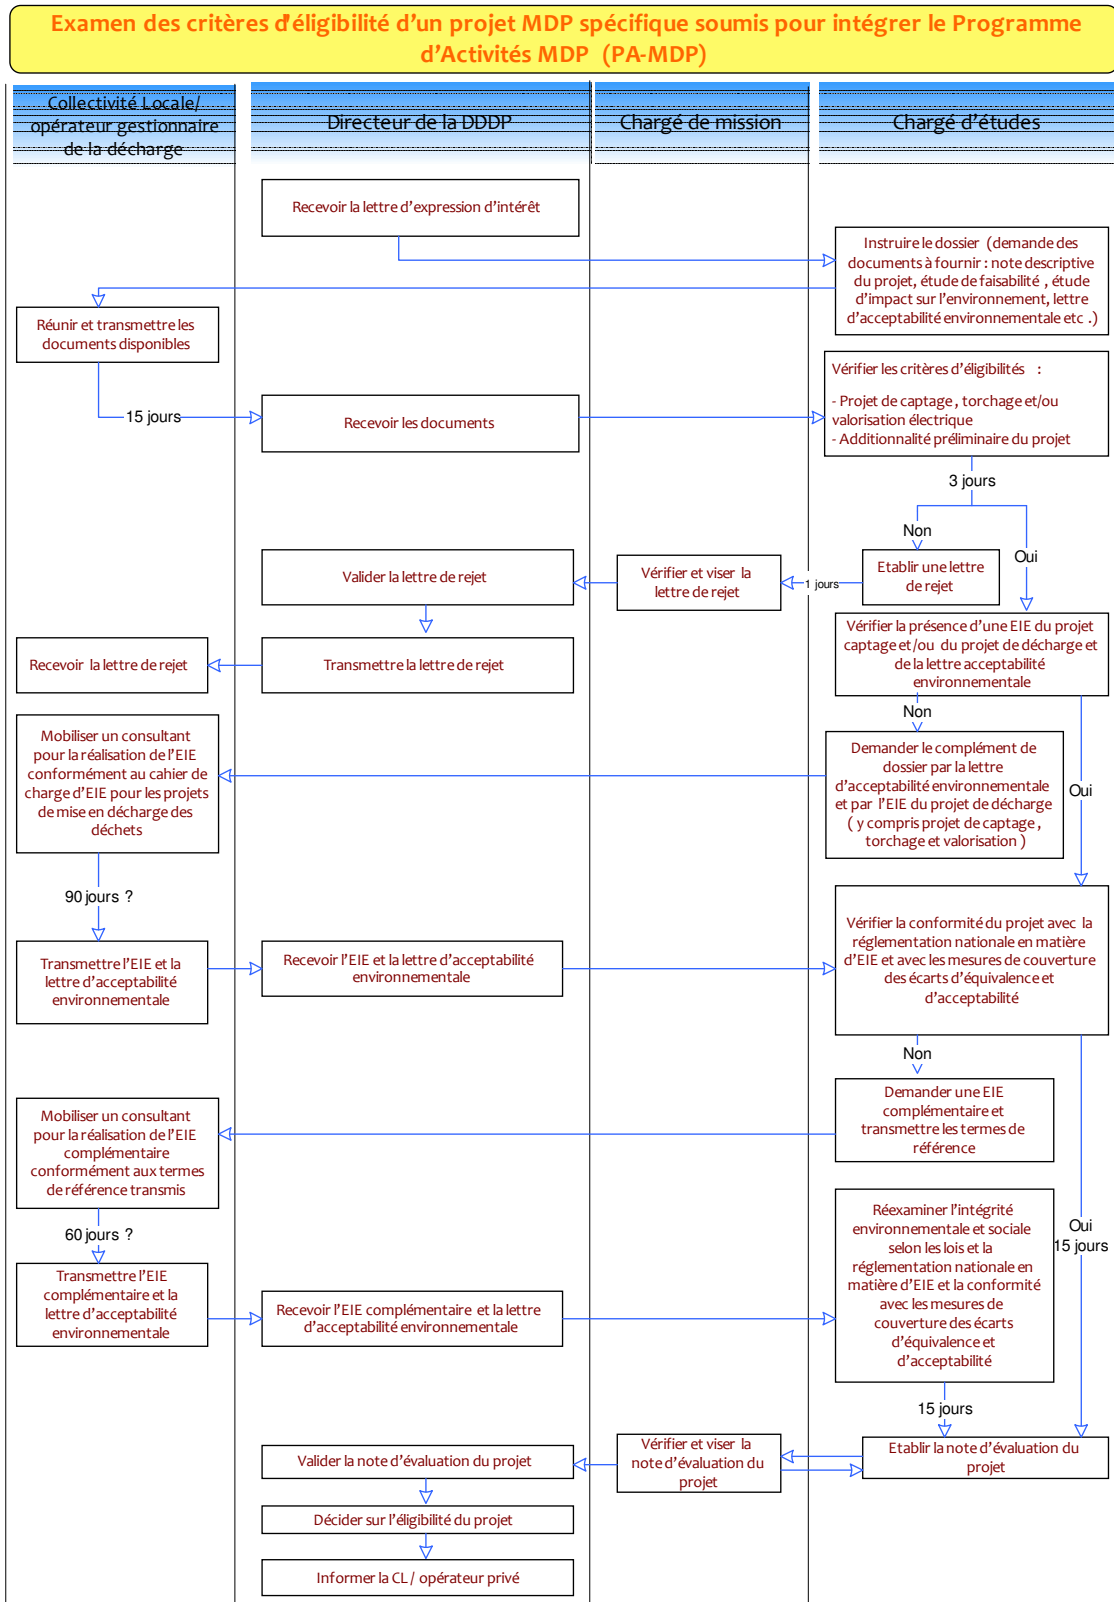 Examen des critères d'éligibilité d'un projet MDP spécifique soumis pour intégrer le Programme
d'Activités MDP (PA-MDP)
Collectivité Locale/
opérateur gestionnaire
de la décharge
Directeur de la DDDP
Chargé de mission
Chargé d'études
Recevoir la lettre d'expression d'intérêt
Instruire le dossier (demande des
documents à fournir : note descriptive
du projet, étude de faisabilité , étude
d'impact sur l'environnement, lettre
d'acceptabilité environnementale etc .)
Réunir et transmettre les
documents disponibles
15 jours
Recevoir les documents
Vérifier les critères d'éligibilités :
- Projet de captage , torchage et/ou
valorisation électrique
- Additionnalité préliminaire du projet
3 jours
Non
Oui
Etablir une lettre
de rejet
1 jours
Vérifier et viser la
lettre de rejet
Valider la lettre de rejet
Transmettre la lettre de rejet
Recevoir la lettre de rejet
Vérifier la présence d'une EIE du projet
captage et/ou du projet de décharge et
de la lettre acceptabilité
environnementale
Non
Oui
Demander le complément de
dossier par la lettre
d'acceptabilité environnementale
et par l'EIE du projet de décharge
( y compris projet de captage ,
torchage et valorisation )
Mobiliser un consultant
pour la réalisation de l'EIE
conformément au cahier de
charge d'EIE pour les projets
de mise en décharge des
déchets
90 jours ?
Transmettre l'EIE et la
lettre d'acceptabilité
environnementale
Recevoir l'EIE et la lettre d'acceptabilité
environnementale
Vérifier la conformité du projet avec la
réglementation nationale en matière
d'EIE et avec les mesures de couverture
des écarts d'équivalence et
d'acceptabilité
Non
Demander une EIE
complémentaire et
transmettre les termes de
référence
Mobiliser un consultant
pour la réalisation de l'EIE
complémentaire
conformément aux termes
de référence transmis
60 jours ?
Transmettre l'EIE
complémentaire et la
lettre d'acceptabilité
environnementale
Recevoir l'EIE complémentaire et la lettre
d'acceptabilité environnementale
Réexaminer l'intégrité
environnementale et sociale
selon les lois et la
réglementation nationale en
matière d'EIE et la conformité
avec les mesures de
couverture des écarts
d'équivalence et
d'acceptabilité
Oui
15 jours
15 jours
Etablir la note d'évaluation du
projet
Vérifier et viser la
note d'évaluation du
projet
Valider la note d'évaluation du projet
Décider sur l'éligibilité du projet
Informer la CL / opérateur privé